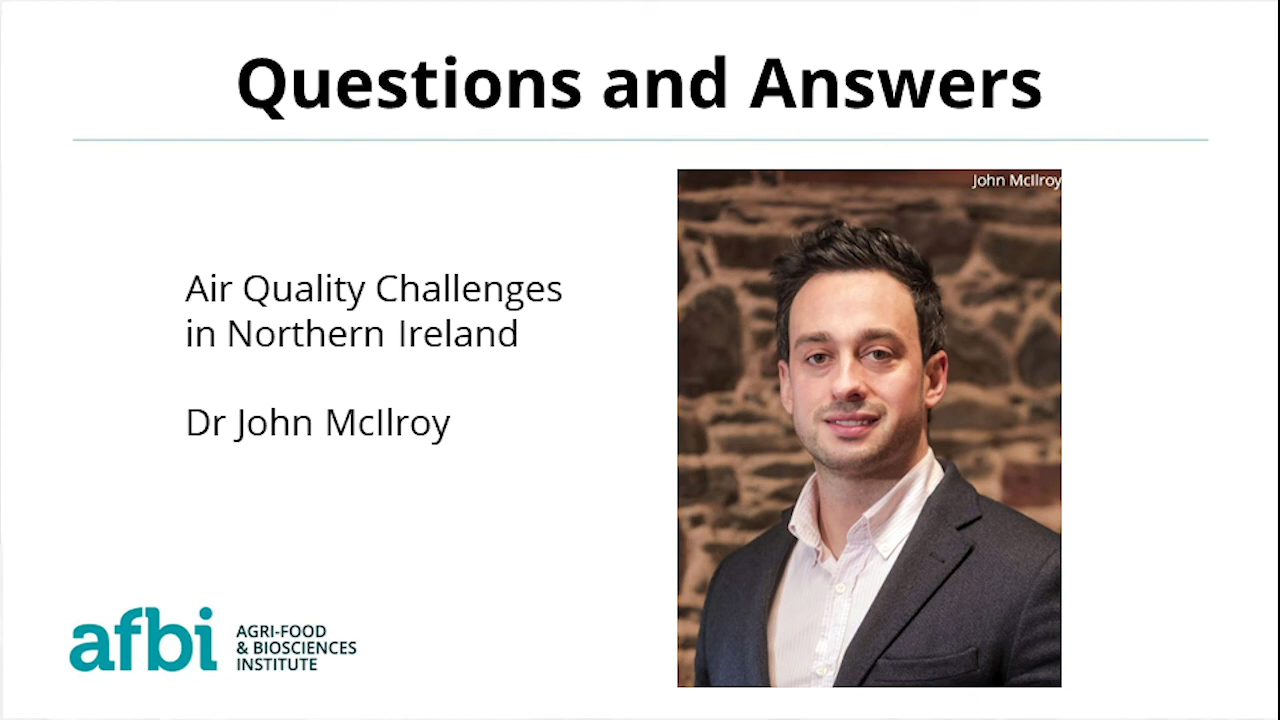 Questions and Answers
John McIlroy
Air Quality Challenges
in Northern Ireland
Dr John McIlroy
afbi
AGRI-FOOD
& BIOSCIENCES
INSTITUTE